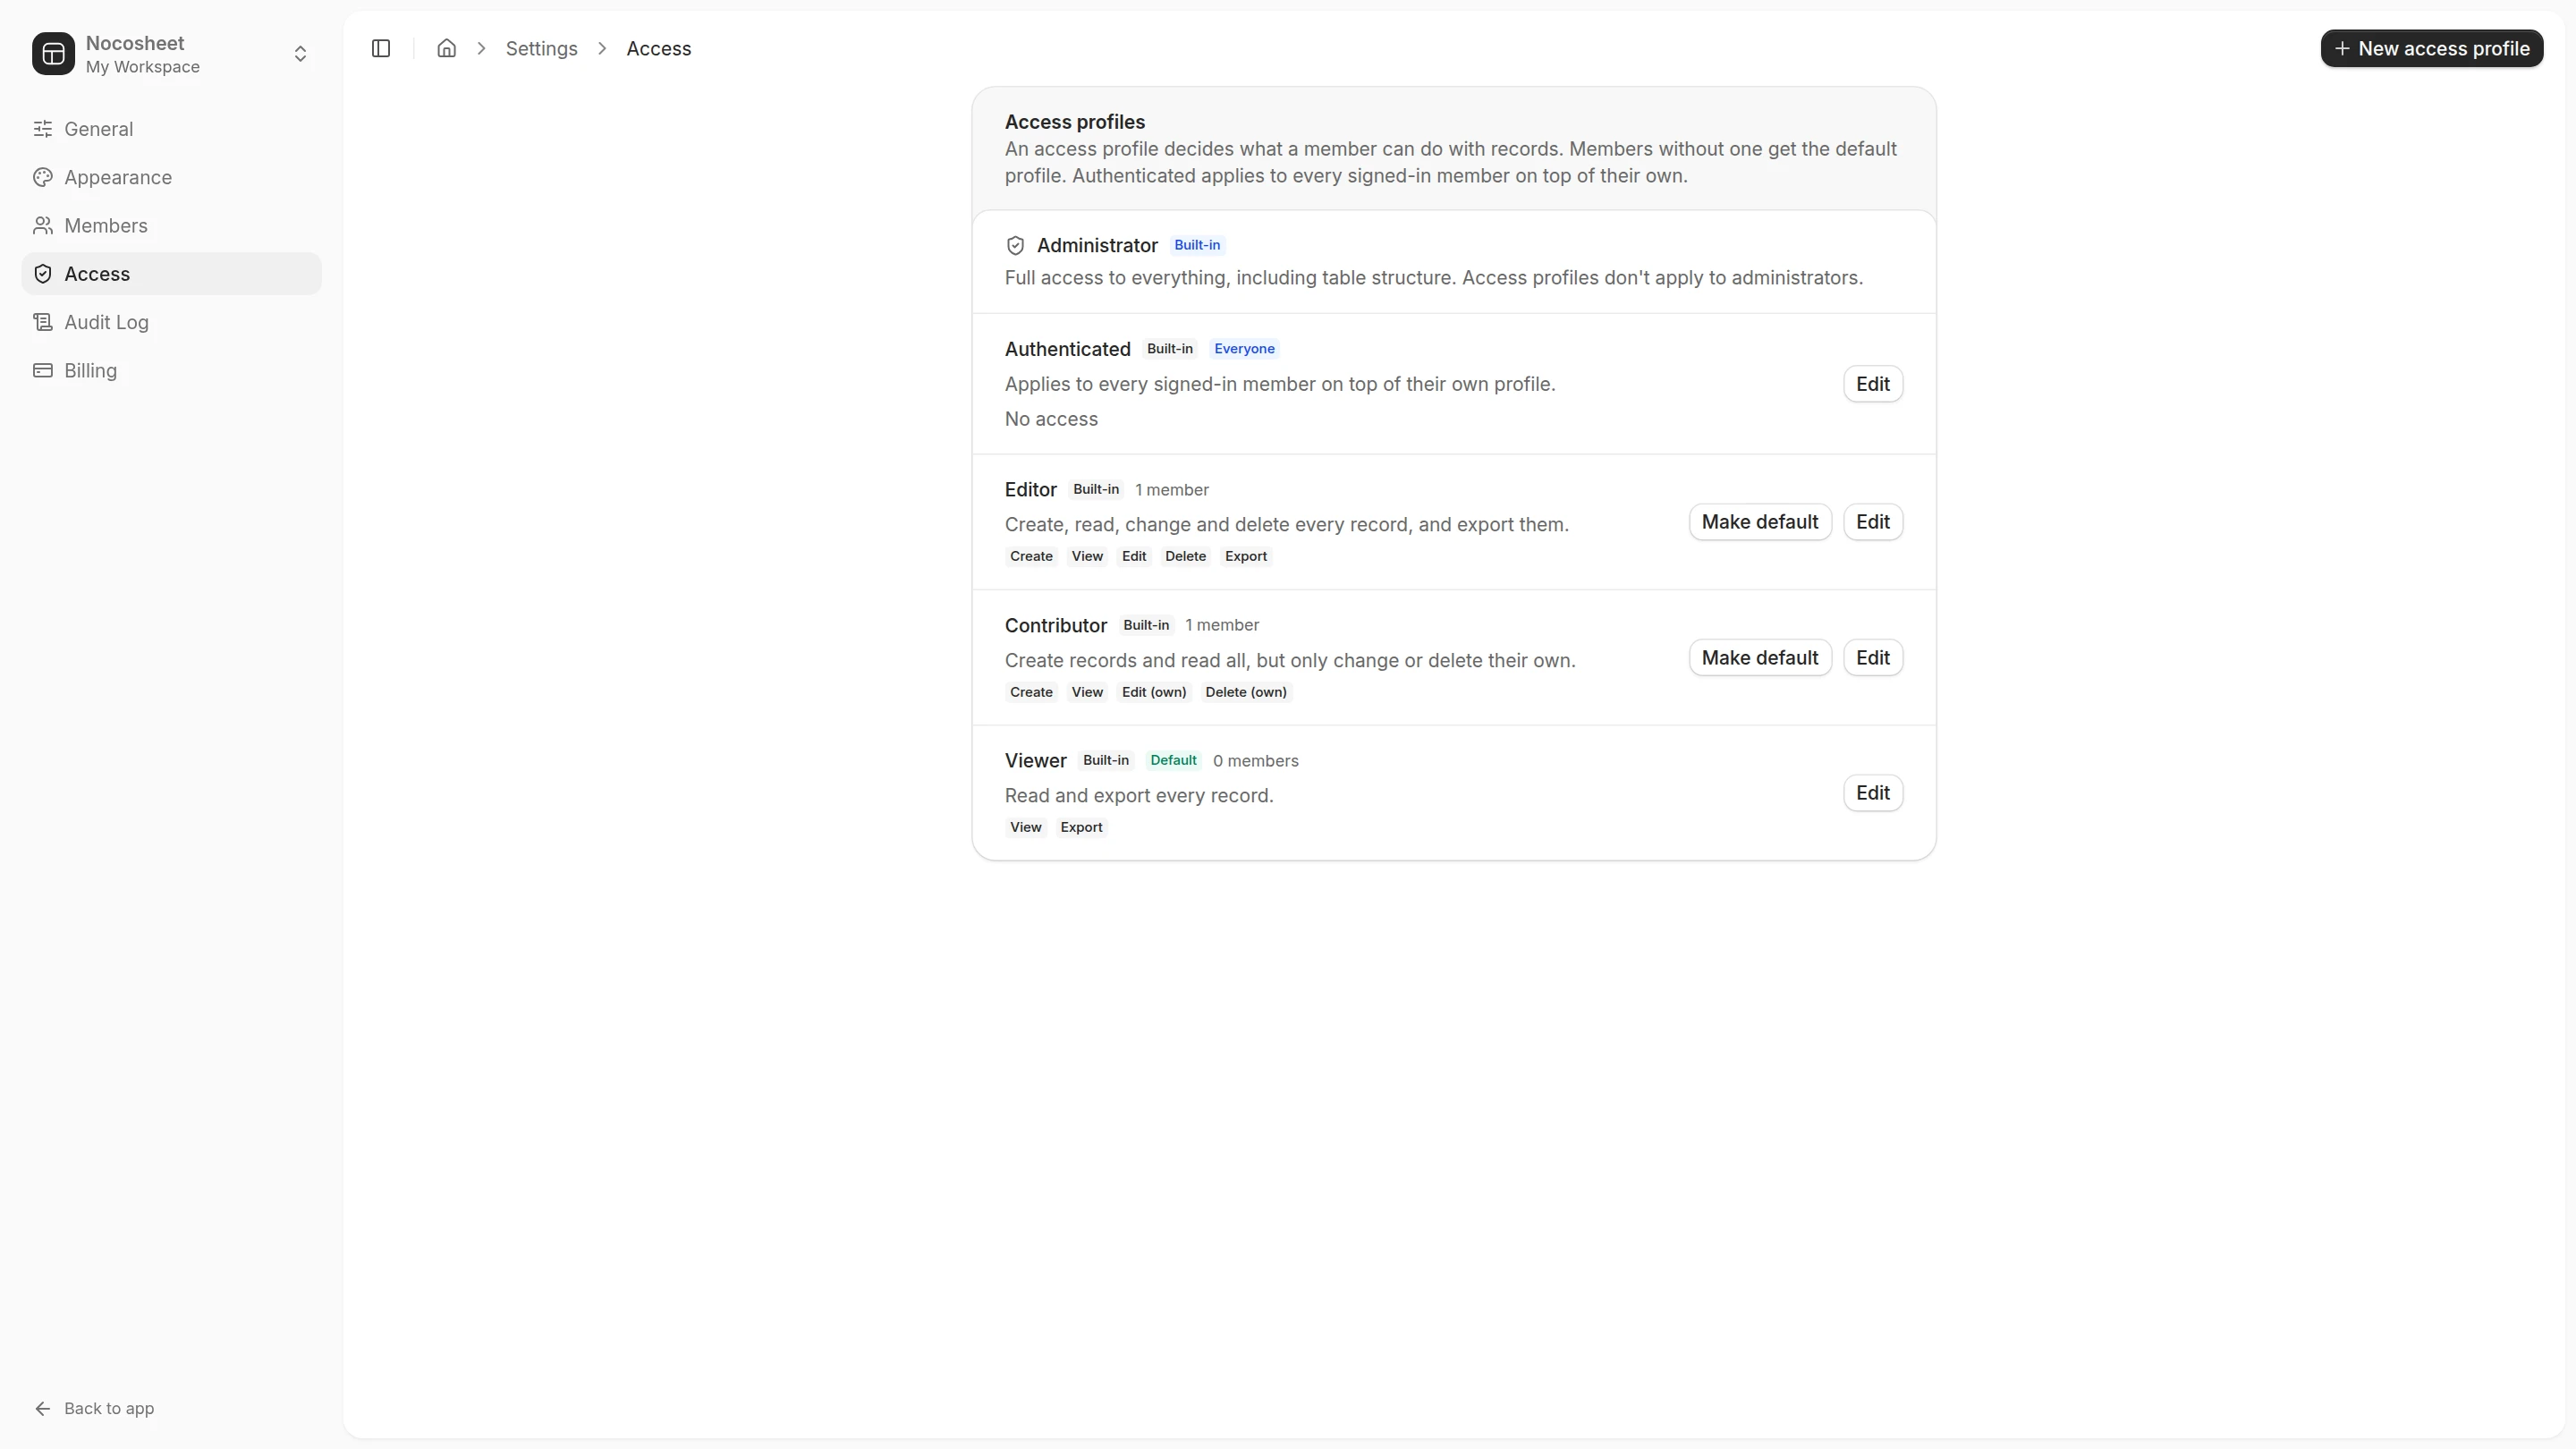 Nocosheet
My Workspace
General
Appearance
Members
Access
Audit Log
Billing
Back to app
Settings
Access
New access profile
Access profiles
An access profile decides what a member can do with records. Members without one get the default
profile. Authenticated applies to every signed-in member on top of their own.
Administrator Built-in
Full access to everything, including table structure. Access profiles don't apply to administrators.
Authenticated Built-in Everyone
Applies to every signed-in member on top of their own profile.
No access
Edit
Editor Built-in 1 member
Create, read, change and delete every record, and export them.
Create View Edit Delete Export
Make default Edit
Contributor Built-in 1 member
Create records and read all, but only change or delete their own.
Create View Edit (own) Delete (own)
Make default Edit
Viewer Built-in Default 0 members
Read and export every record.
View Export
Edit